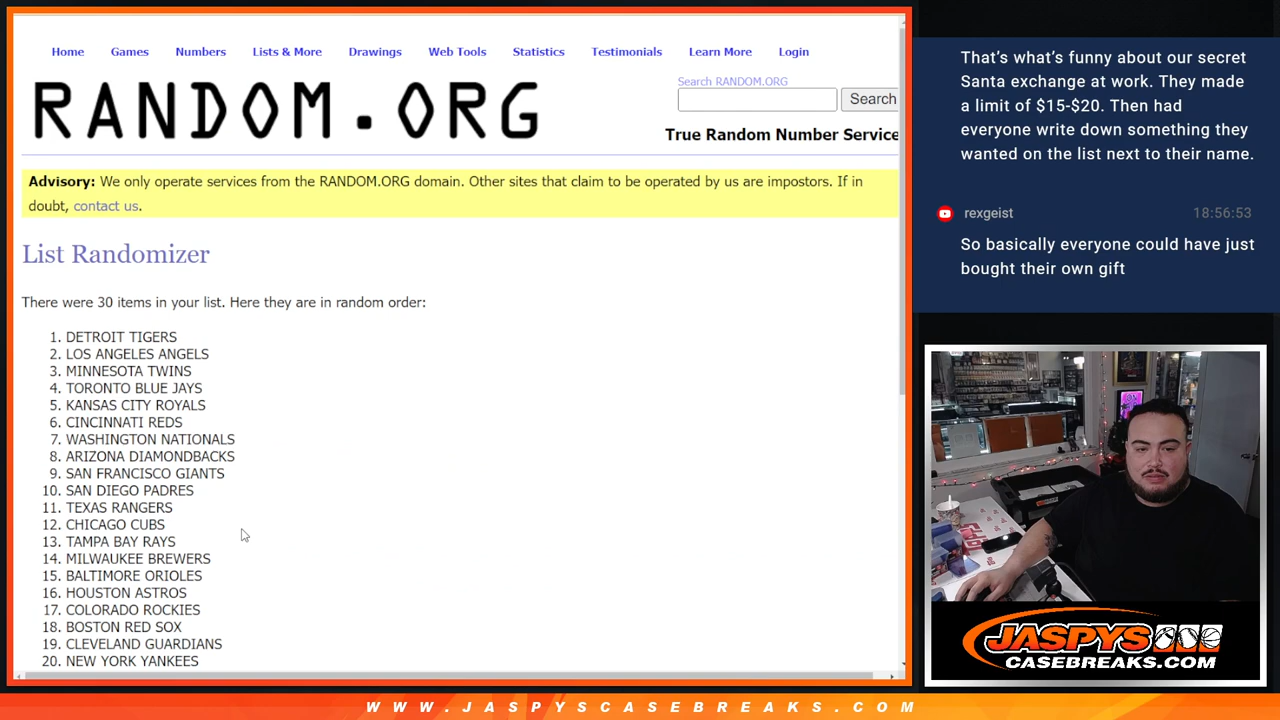 Home Games Numbers Lists & More Drawings Web Tools Statistics Testimonials Learn More Login
RANDOM.ORG
Search RANDOM.ORG
Search
True Random Number Service
Advisory: We only operate services from the RANDOM.ORG domain. Other sites that claim to be operated by us are impostors. If in
doubt, contact us.
List Randomizer
There were 30 items in your list. Here they are in random order:
1. DETROIT TIGERS
2. LOS ANGELES ANGELS
3. MINNESOTA TWINS
4. TORONTO BLUE JAYS
5. KANSAS CITY ROYALS
6. CINCINNATI REDS
7. WASHINGTON NATIONALS
8. ARIZONA DIAMONDBACKS
9. SAN FRANCISCO GIANTS
10. SAN DIEGO PADRES
11. TEXAS RANGERS
12. CHICAGO CUBS
13. TAMPA BAY RAYS
14. MILWAUKEE BREWERS
15. BALTIMORE ORIOLES
16. HOUSTON ASTROS
17. COLORADO ROCKIES
18. BOSTON RED SOX
19. CLEVELAND GUARDIANS
20. NEW YORK YANKEES
That’s what’s funny about our secret
Santa exchange at work. They made
a limit of $15-$20. Then had
everyone write down something they
wanted on the list next to their name.
rexgeist 18:56:53
So basically everyone could have just
bought their own gift
JASPYS
CASEBREAKS.COM
WWW.JASPYSCASEBREAKS.COM